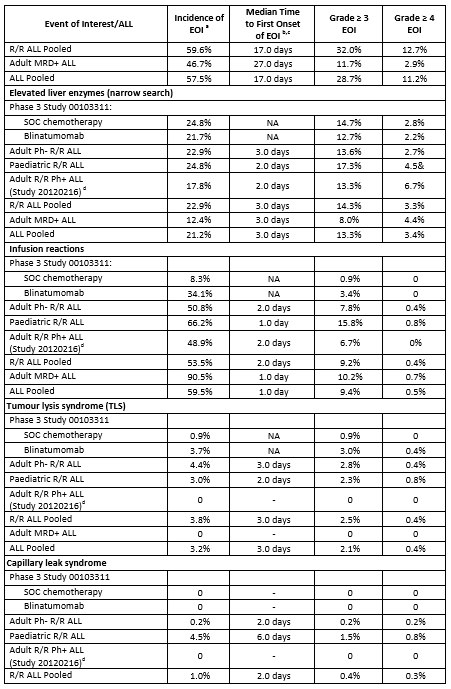 Event of Interest/ALL Incidence of EOI a Median Time to First Onset of EOI b,c Grade ≥ 3 EOI Grade ≥ 4 EOI
R/R ALL Pooled 59.6% 17.0 days 32.0% 12.7%
Adult MRD+ ALL 46.7% 27.0 days 11.7% 2.9%
ALL Pooled 57.5% 17.0 days 28.7% 11.2%
Elevated liver enzymes (narrow search)
Phase 3 Study 00103311:
SOC chemotherapy 24.8% NA 14.7% 2.8%
Blinatumomab 21.7% NA 12.7% 2.2%
Adult Ph- R/R ALL 22.9% 3.0 days 13.6% 2.7%
Paediatric R/R ALL 24.8% 2.0 days 17.3% 4.5&
Adult R/R Ph+ ALL (Study 20120216) d 17.8% 2.0 days 13.3% 6.7%
R/R ALL Pooled 22.9% 3.0 days 14.3% 3.3%
Adult MRD+ ALL 12.4% 3.0 days 8.0% 4.4%
ALL Pooled 21.2% 3.0 days 13.3% 3.4%
Infusion reactions
Phase 3 Study 00103311:
SOC chemotherapy 8.3% NA 0.9% 0
Blinatumomab 34.1% NA 3.4% 0
Adult Ph- R/R ALL 50.8% 2.0 days 7.8% 0.4%
Paediatric R/R ALL 66.2% 1.0 day 15.8% 0.8%
Adult R/R Ph+ ALL (Study 20120216)d 48.9% 2.0 days 6.7% 0%
R/R ALL Pooled 53.5% 2.0 days 9.2% 0.4%
Adult MRD+ ALL 90.5% 1.0 day 10.2% 0.7%
ALL Pooled 59.5% 1.0 day 9.4% 0.5%
Tumour lysis syndrome (TLS)
Phase 3 Study 00103311
SOC chemotherapy 0.9% NA 0.9% 0
Blinatumomab 3.7% NA 3.0% 0.4%
Adult Ph- R/R ALL 4.4% 3.0 days 2.8% 0.4%
Paediatric R/R ALL 3.0% 2.0 days 2.3% 0.8%
Adult R/R Ph+ ALL (Study 20120216)d 0 - 0 0
R/R ALL Pooled 3.8% 3.0 days 2.5% 0.4%
Adult MRD+ ALL 0 - 0 0
ALL Pooled 3.2% 3.0 days 2.1% 0.4%
Capillary leak syndrome
Phase 3 Study 00103311
SOC chemotherapy 0 - 0 0
Blinatumomab 0 - 0 0
Adult Ph- R/R ALL 0.2% 2.0 days 0.2% 0.2%
Paediatric R/R ALL 4.5% 6.0 days 1.5% 0.8%
Adult R/R Ph+ ALL (Study 20120216)d 0 - 0 0
R/R ALL Pooled 1.0% 2.0 days 0.4% 0.3%